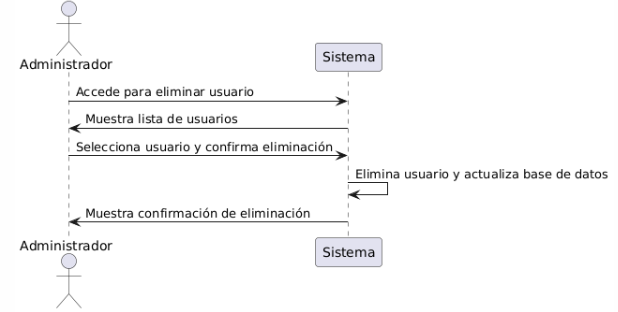 Administrador
Sistema
Accede para eliminar usuario
Muestra lista de usuarios
Selecciona usuario y confirma eliminación
Elimina usuario y actualiza base de datos
Muestra confirmación de eliminación
Administrador
Sistema